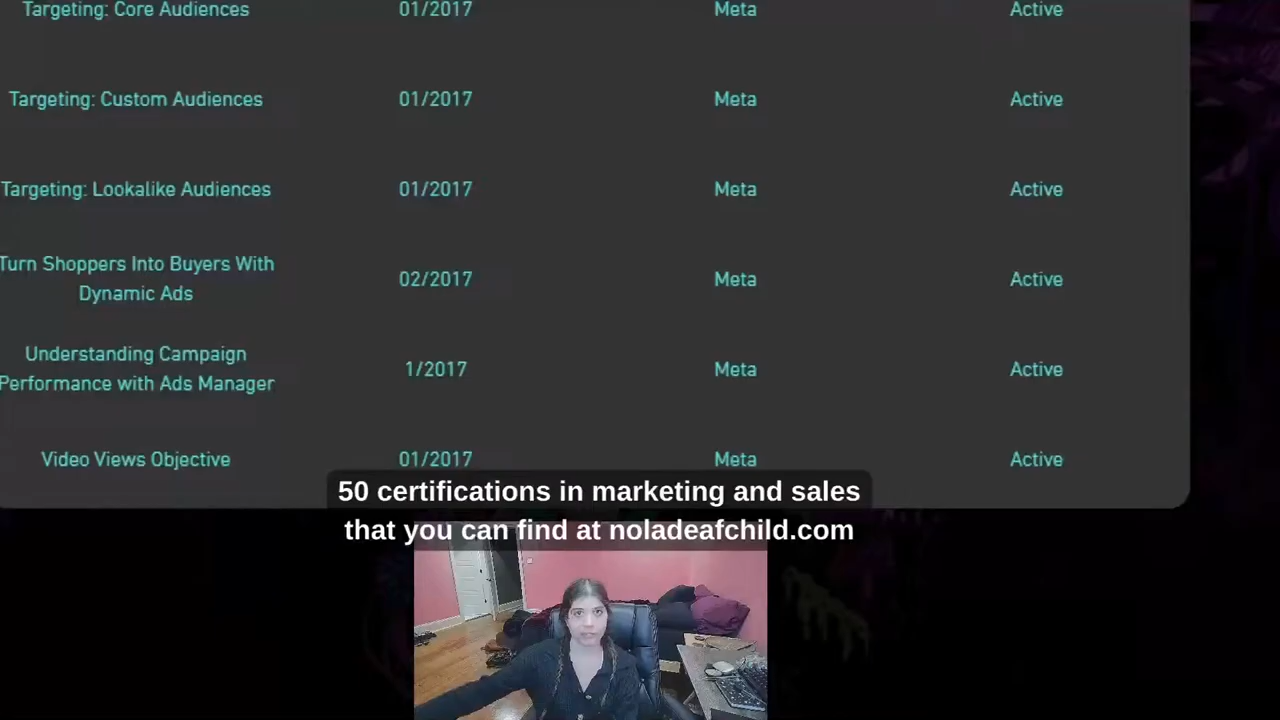 Targeting: Core Audiences 01/2017 Meta Active
Targeting: Custom Audiences 01/2017 Meta Active
Targeting: Lookalike Audiences 01/2017 Meta Active
Turn Shoppers Into Buyers With
Dynamic Ads 02/2017 Meta Active
Understanding Campaign
Performance with Ads Manager 1/2017 Meta Active
Video Views Objective 01/2017 Meta Active
50 certifications in marketing and sales
that you can find at noladeafchild.com